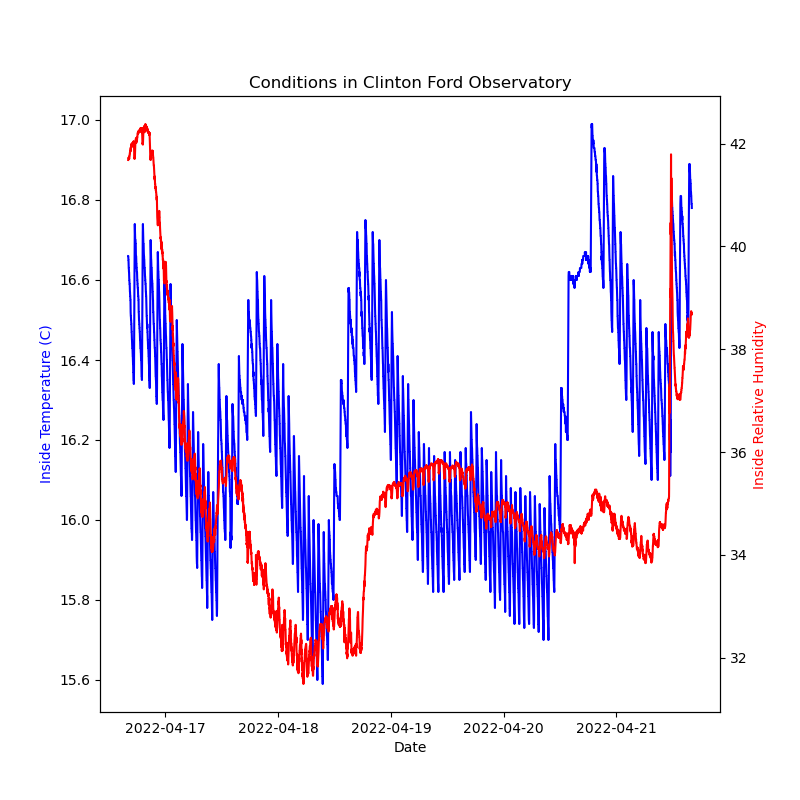 Conditions in Clinton Ford Observatory
17.0
16.8
16.6
16.4
16.2
16.0
15.8
15.6
Inside Temperature (C)
42
40
38
36
34
32
Inside Relative Humidity
2022-04-17 2022-04-18 2022-04-19 2022-04-20 2022-04-21
Date